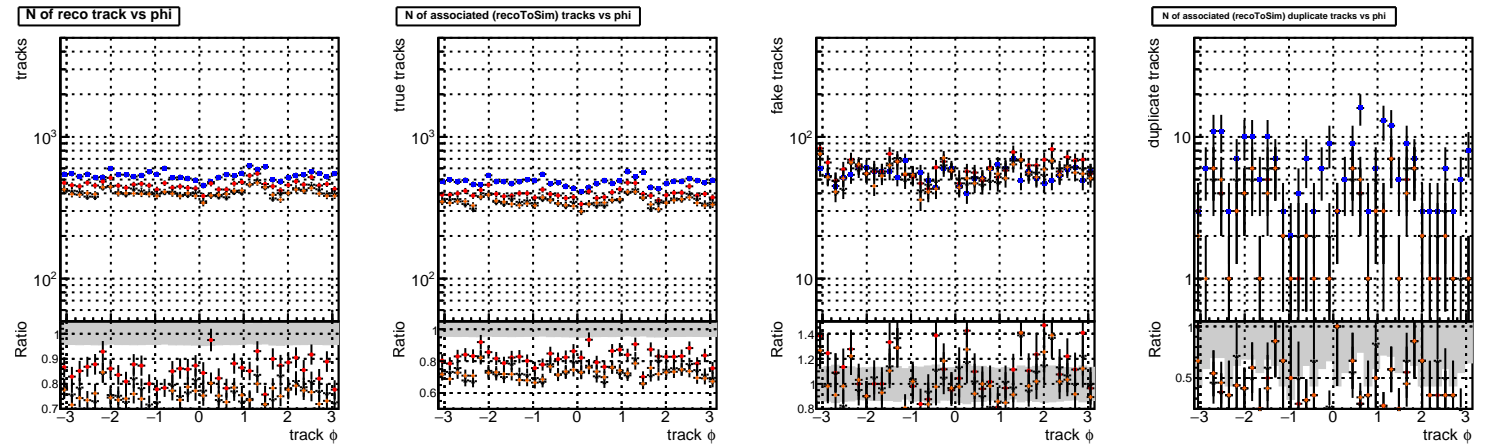 N of reco track vs phi
tracks
10³
10²
Ratio
1
0.9
0.8
0.7
−3 −2 −1 0 1 2 3
track ϕ
N of associated (recoToSim) tracks vs phi
true tracks
10³
10²
Ratio
1
0.8
0.6
−3 −2 −1 0 1 2 3
track ϕ
fake tracks
10²
10
Ratio
1.4
1.2
1
0.8
−3 −2 −1 0 1 2 3
track ϕ
N of associated (recoToSim) duplicate tracks vs phi
duplicate tracks
10
1
Ratio
1
0.5
−3 −2 −1 0 1 2 3
track ϕ